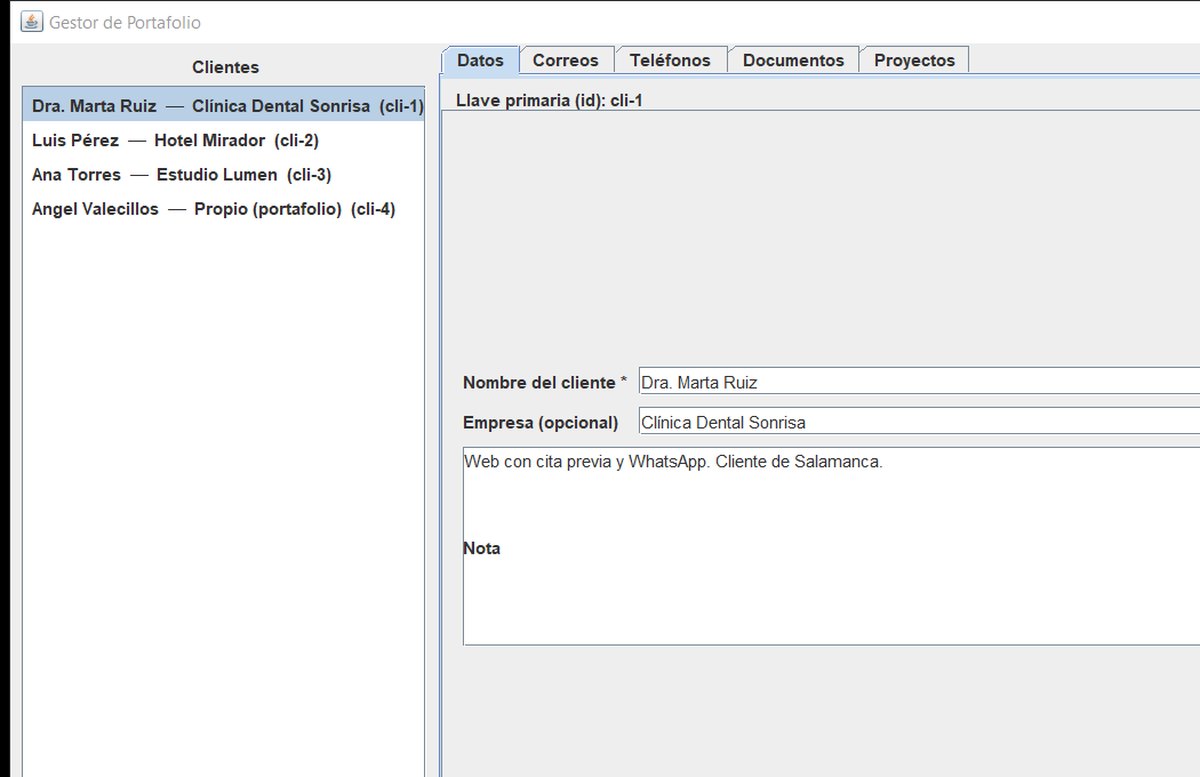 Gestor de Portafolio
Clientes
Dra. Marta Ruiz — Clínica Dental Sonrisa (cli-1)
Luis Pérez — Hotel Mirador (cli-2)
Ana Torres — Estudio Lumen (cli-3)
Angel Valecillos — Propio (portafolio) (cli-4)
Datos Correos Teléfonos Documentos Proyectos
Llave primaria (id): cli-1
Nombre del cliente * Dra. Marta Ruiz
Empresa (opcional) Clínica Dental Sonrisa
Web con cita previa y WhatsApp. Cliente de Salamanca.
Nota